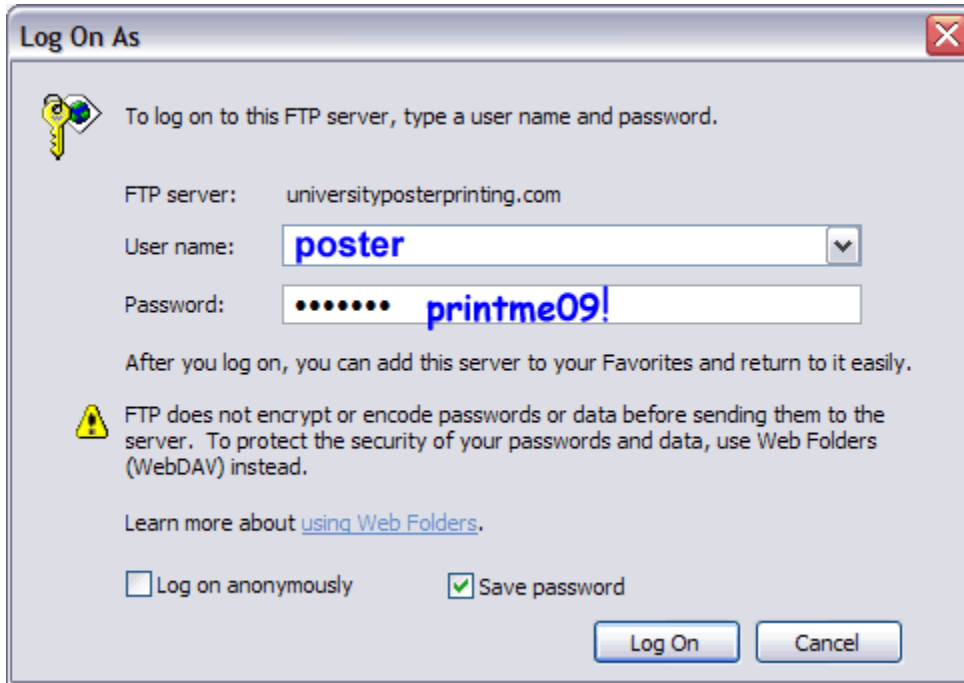 Log On As
To log on to this FTP server, type a user name and password.
FTP server: universityposterprinting.com
User name: poster
Password: ••••••• printme09!
After you log on, you can add this server to your Favorites and return to it easily.
FTP does not encrypt or encode passwords or data before sending them to the
server. To protect the security of your passwords and data, use Web Folders
(WebDAV) instead.
Learn more about using Web Folders.
Log on anonymously Save password
Log On Cancel